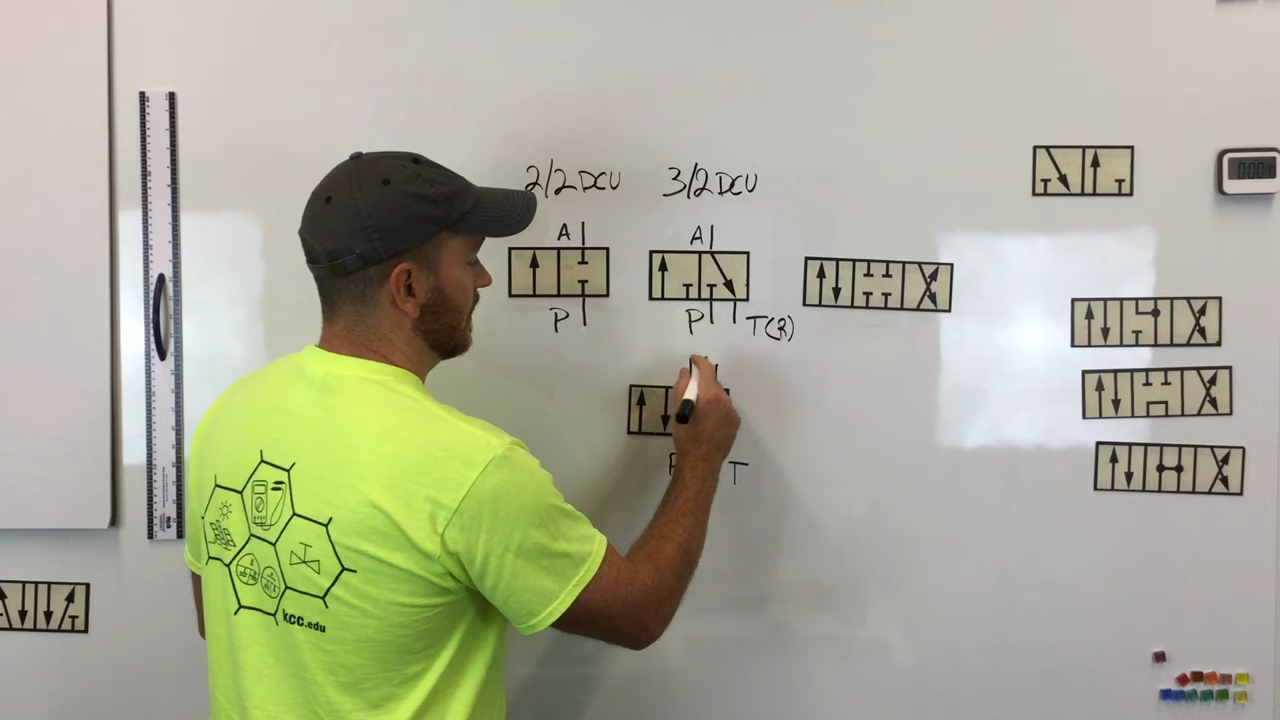 2/2 DCV 3/2 DCV
A A
P P T(R)
P T
kcc.edu